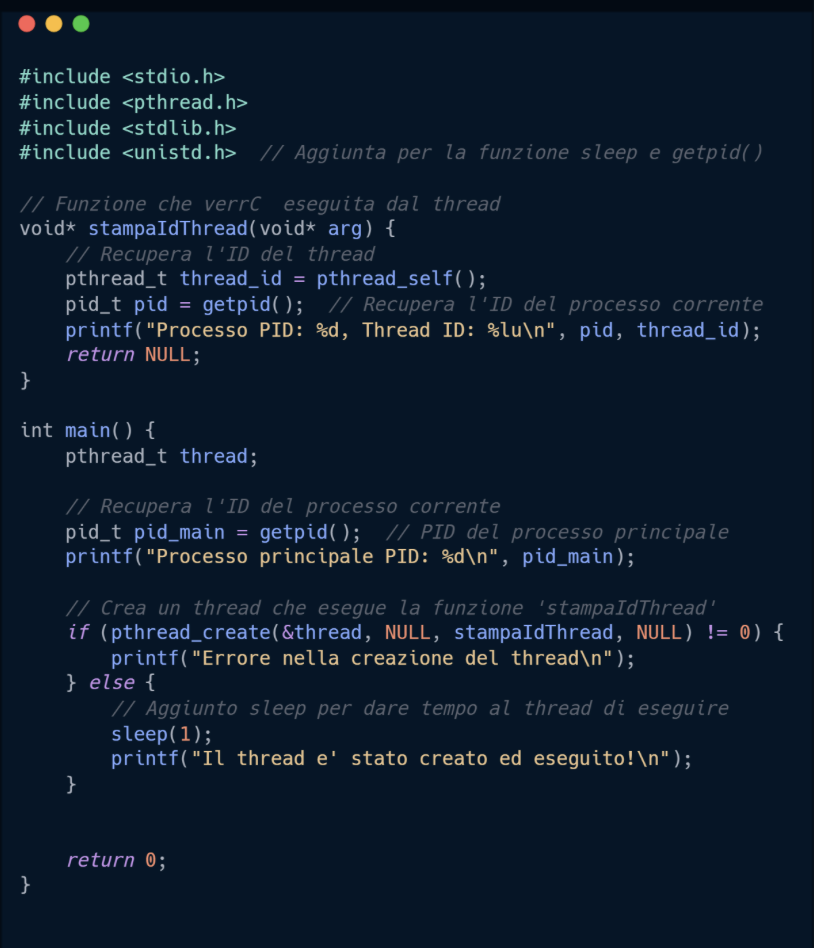 #include <stdio.h>
#include <pthread.h>
#include <stdlib.h>
#include <unistd.h>  // Aggiunta per la funzione sleep e getpid()
// Funzione che verrC  eseguita dal thread
void* stampaIdThread(void* arg) {
    // Recupera l'ID del thread
    pthread_t thread_id = pthread_self();
    pid_t pid = getpid();  // Recupera l'ID del processo corrente
    printf("Processo PID: %d, Thread ID: %lu\n", pid, thread_id);
    return NULL;
}
int main() {
    pthread_t thread;
    // Recupera l'ID del processo corrente
    pid_t pid_main = getpid();  // PID del processo principale
    printf("Processo principale PID: %d\n", pid_main);
    // Crea un thread che esegue la funzione 'stampaIdThread'
    if (pthread_create(&thread, NULL, stampaIdThread, NULL) != 0) {
        printf("Errore nella creazione del thread\n");
    } else {
        // Aggiunto sleep per dare tempo al thread di eseguire
        sleep(1);
        printf("Il thread e' stato creato ed eseguito!\n");
    }
    return 0;
}